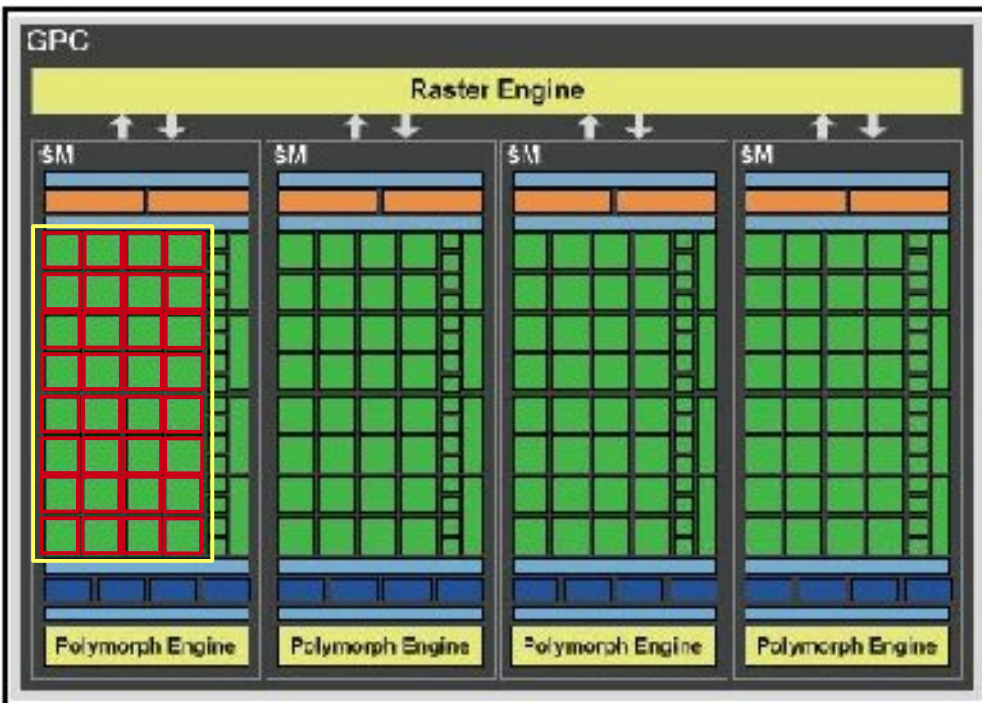 GPC
Raster Engine
SM SM SM SM
Polymorph Engine Polymorph Engine Polymorph Engine Polymorph Engine